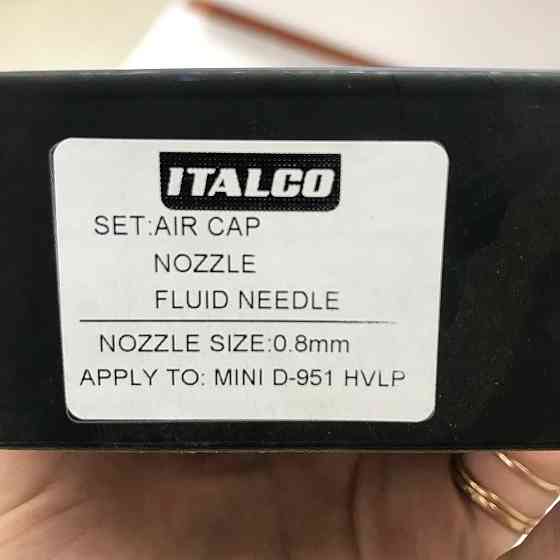 ITALCO
SET:AIR CAP
NOZZLE
FLUID NEEDLE
NOZZLE SIZE:0.8mm
APPLY TO: MINI D-951 HVLP